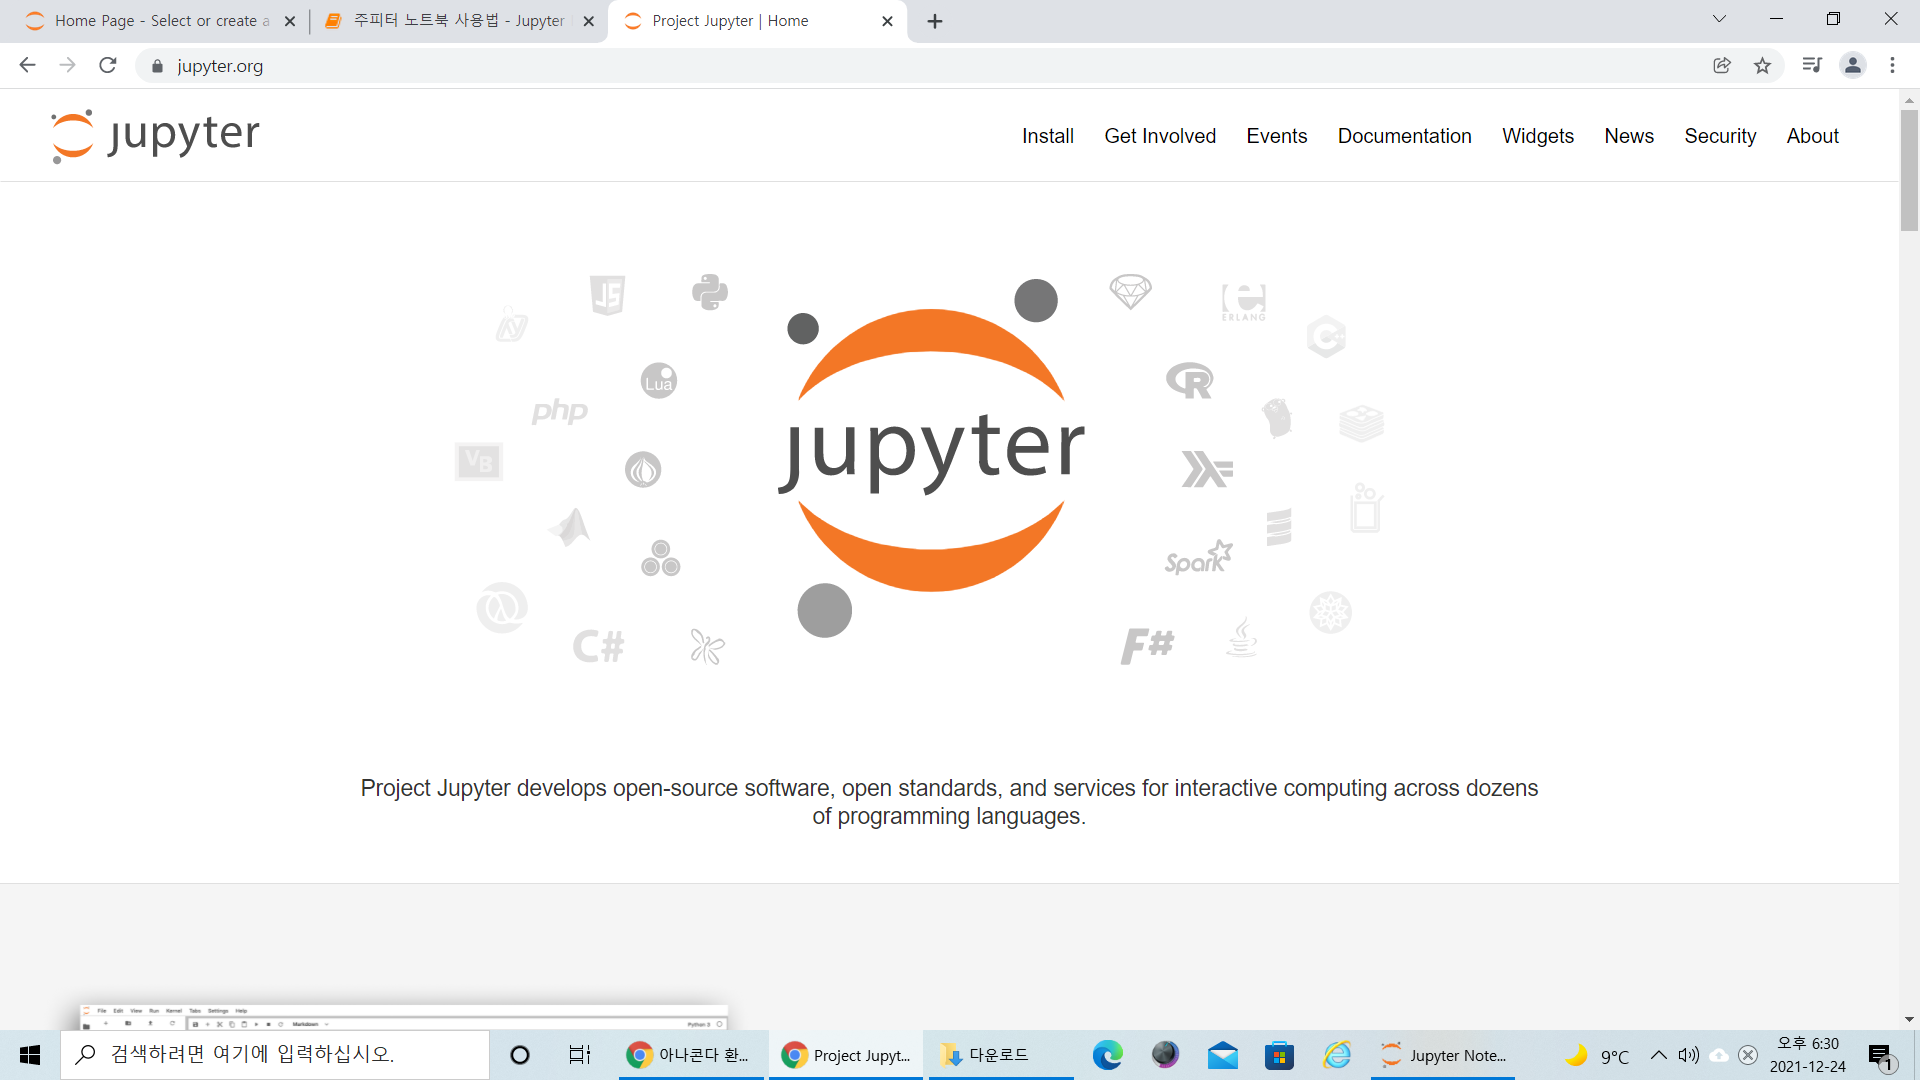 Home Page - Select or create a
주피터 노트북 사용법 - Jupyter
Project Jupyter | Home
jupyter.org
jupyter
Install
Get Involved
Events
Documentation
Widgets
News
Security
About
JS
ERLANG
Lua
R
php
VB
jupyter
Spark
C#
F#
Project Jupyter develops open-source software, open standards, and services for interactive computing across dozens
of programming languages.
File Edit View Run Kernel Tabs Settings Help
Markdown
Python 3
검색하려면 여기에 입력하십시오.
아나콘다 환...
Project Jupyt...
다운로드
Jupyter Note...
9°C
오후 6:30
2021-12-24
1